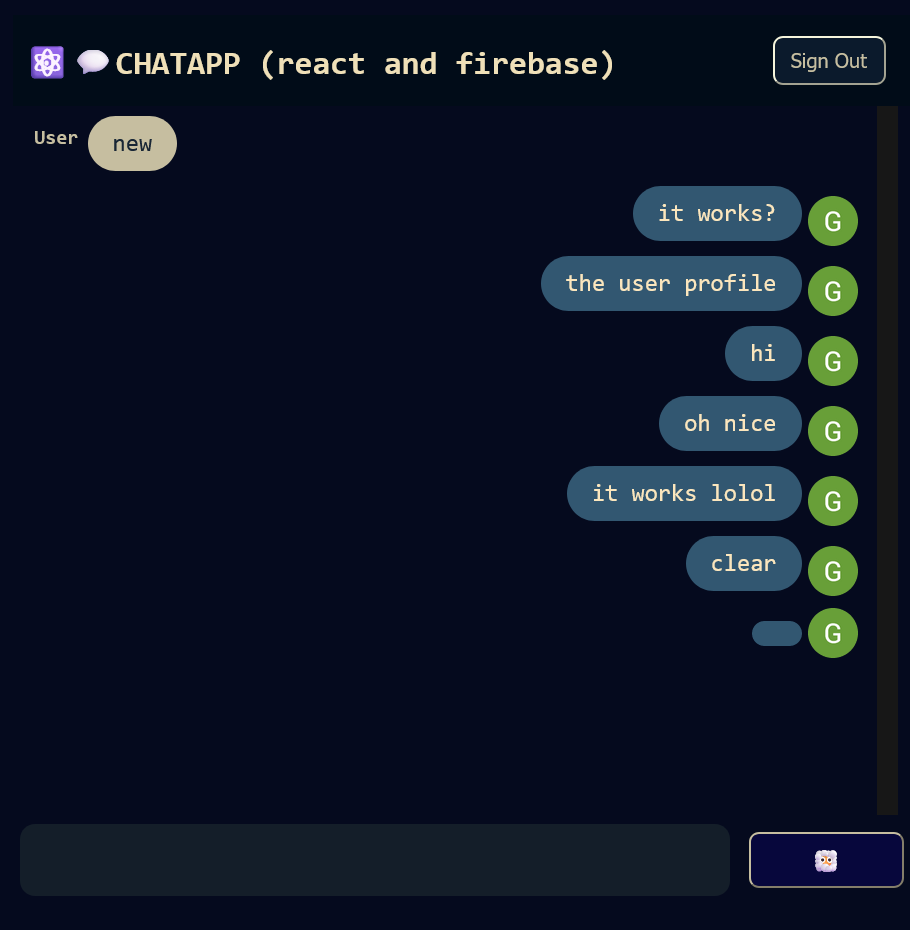 CHATAPP (react and firebase)
Sign Out
User
new
it works?
G
the user profile
G
hi
G
oh nice
G
it works lolol
G
clear
G
G